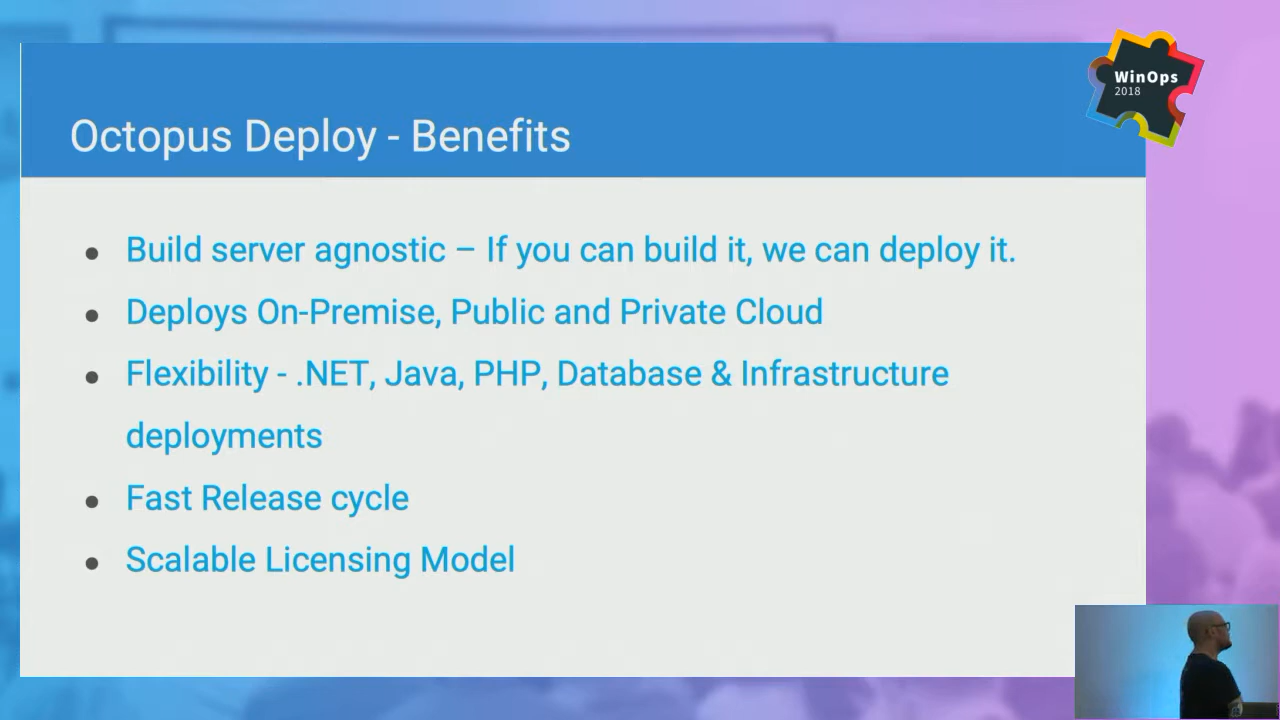 WinOps
2018
Octopus Deploy - Benefits
● Build server agnostic – If you can build it, we can deploy it.
● Deploys On-Premise, Public and Private Cloud
● Flexibility - .NET, Java, PHP, Database & Infrastructure
deployments
● Fast Release cycle
● Scalable Licensing Model